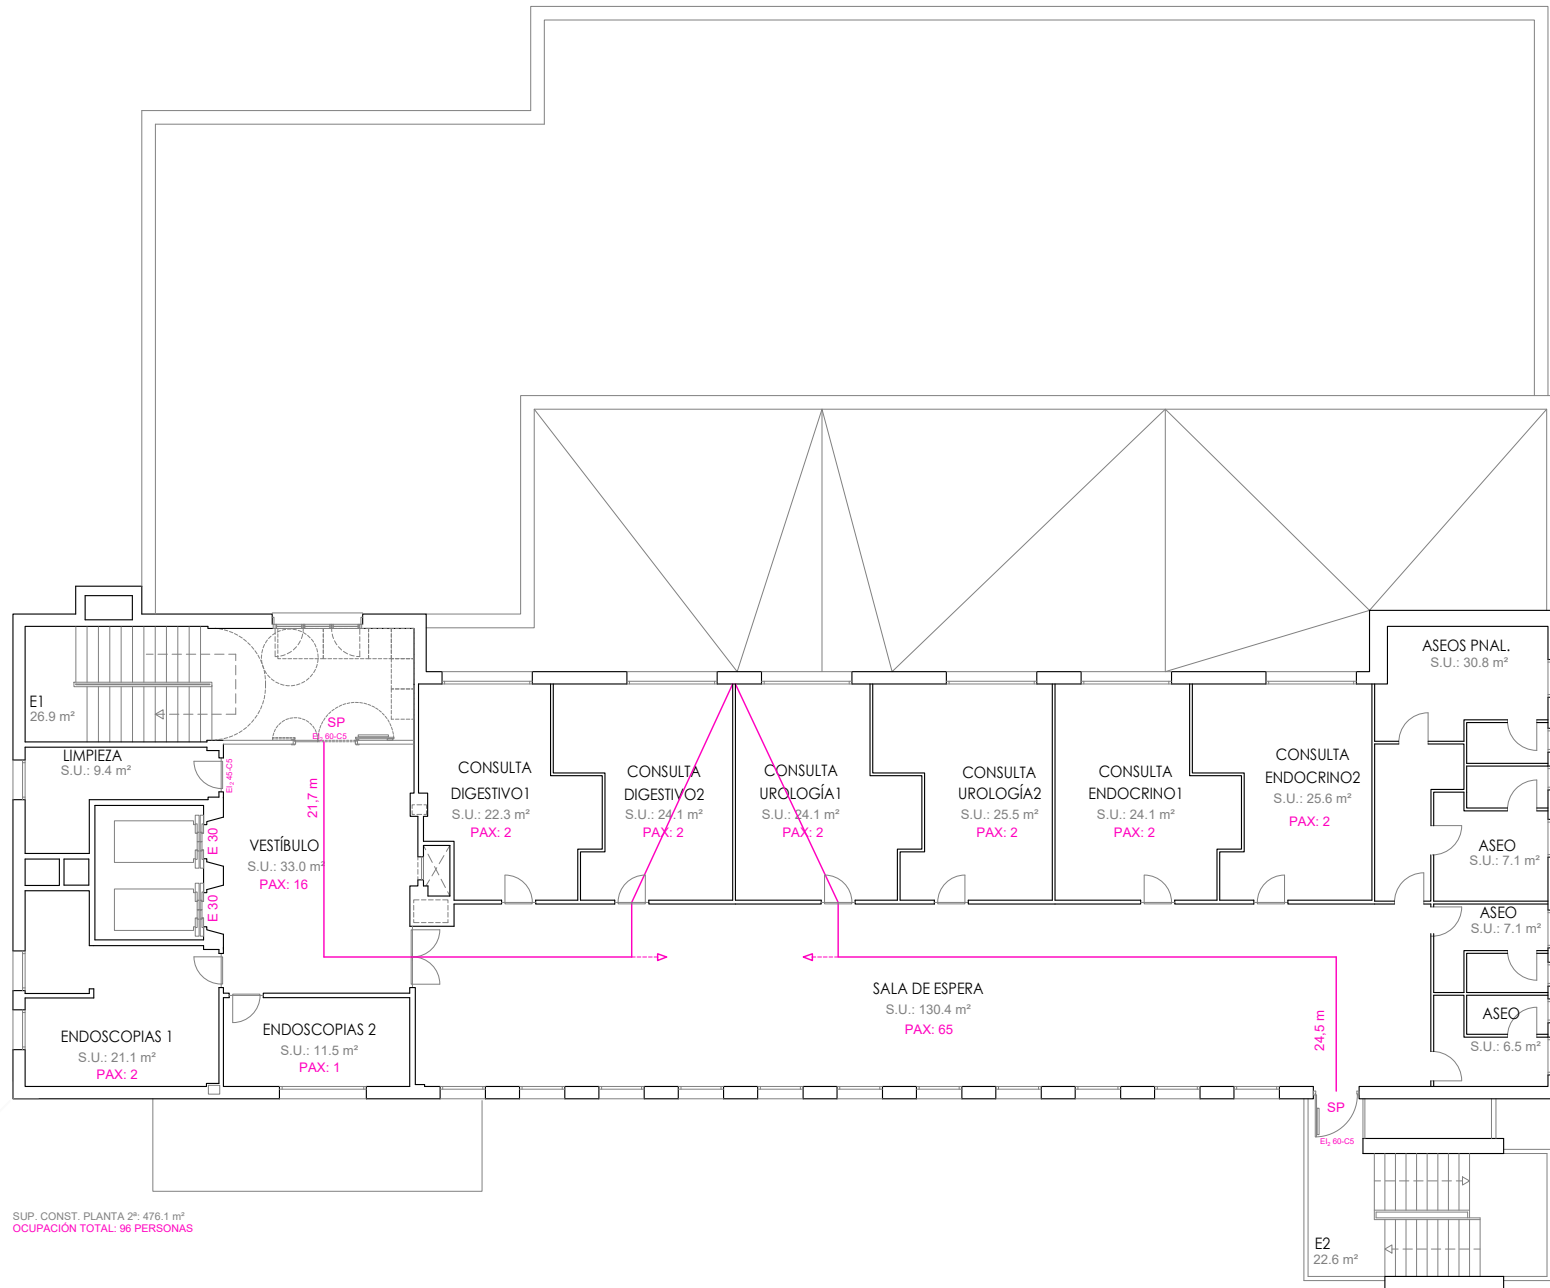 ASEOS PNAL.
S.U.: 30.8 m²
E1
26.9 m²
SP
EI₂ 60-C5
LIMPIEZA
S.U.: 9.4 m²
EI₂ 45-C5
21,7 m
E 30
E 30
VESTÍBULO
S.U.: 33.0 m²
PAX: 16
CONSULTA
DIGESTIVO1
S.U.: 22.3 m²
PAX: 2
CONSULTA
DIGESTIVO2
S.U.: 24.1 m²
PAX: 2
CONSULTA
UROLOGÍA1
S.U.: 24.1 m²
PAX: 2
CONSULTA
UROLOGÍA2
S.U.: 25.5 m²
PAX: 2
CONSULTA
ENDOCRINO1
S.U.: 24.1 m²
PAX: 2
CONSULTA
ENDOCRINO2
S.U.: 25.6 m²
PAX: 2
ASEO
S.U.: 7.1 m²
ASEO
S.U.: 7.1 m²
ASEO
S.U.: 6.5 m²
SALA DE ESPERA
S.U.: 130.4 m²
PAX: 65
24,5 m
ENDOSCOPIAS 1
S.U.: 21.1 m²
PAX: 2
ENDOSCOPIAS 2
S.U.: 11.5 m²
PAX: 1
SP
EI₂ 60-C5
E2
22.6 m²
SUP. CONST. PLANTA 2ª: 476.1 m²
OCUPACIÓN TOTAL: 96 PERSONAS